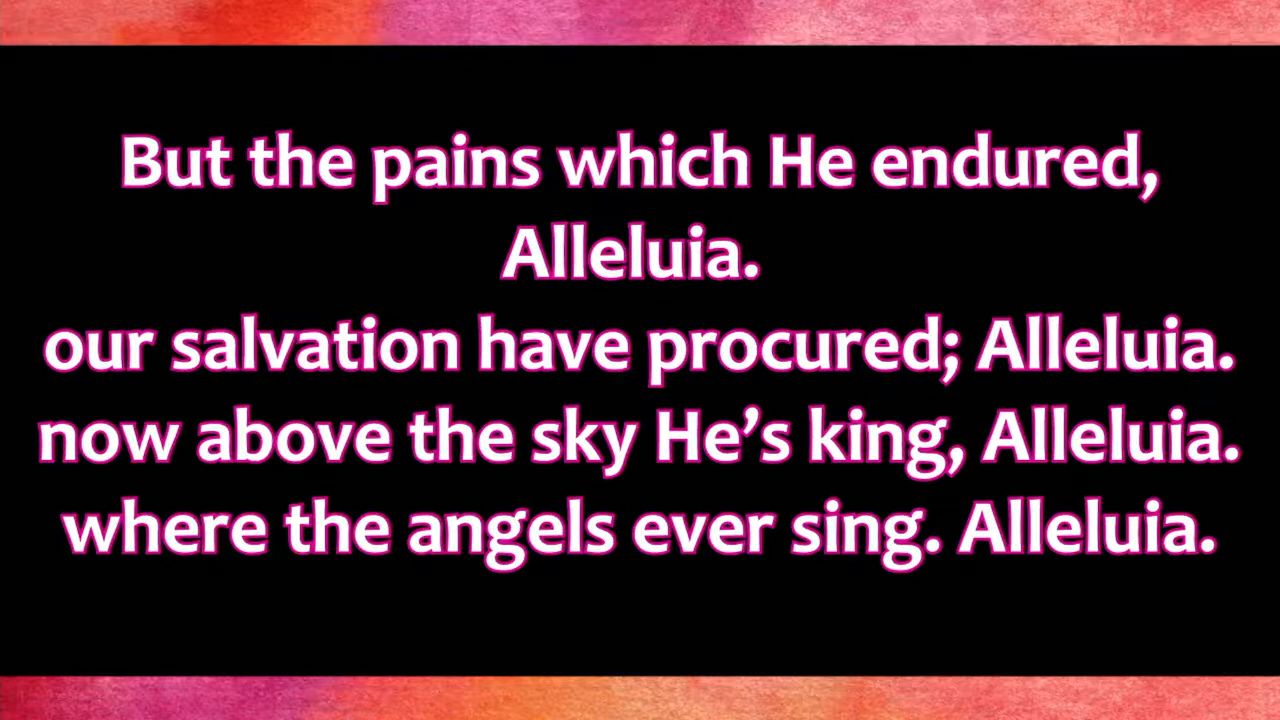 But the pains which He endured,
Alleluia.
our salvation have procured; Alleluia.
now above the sky He’s king, Alleluia.
where the angels ever sing. Alleluia.